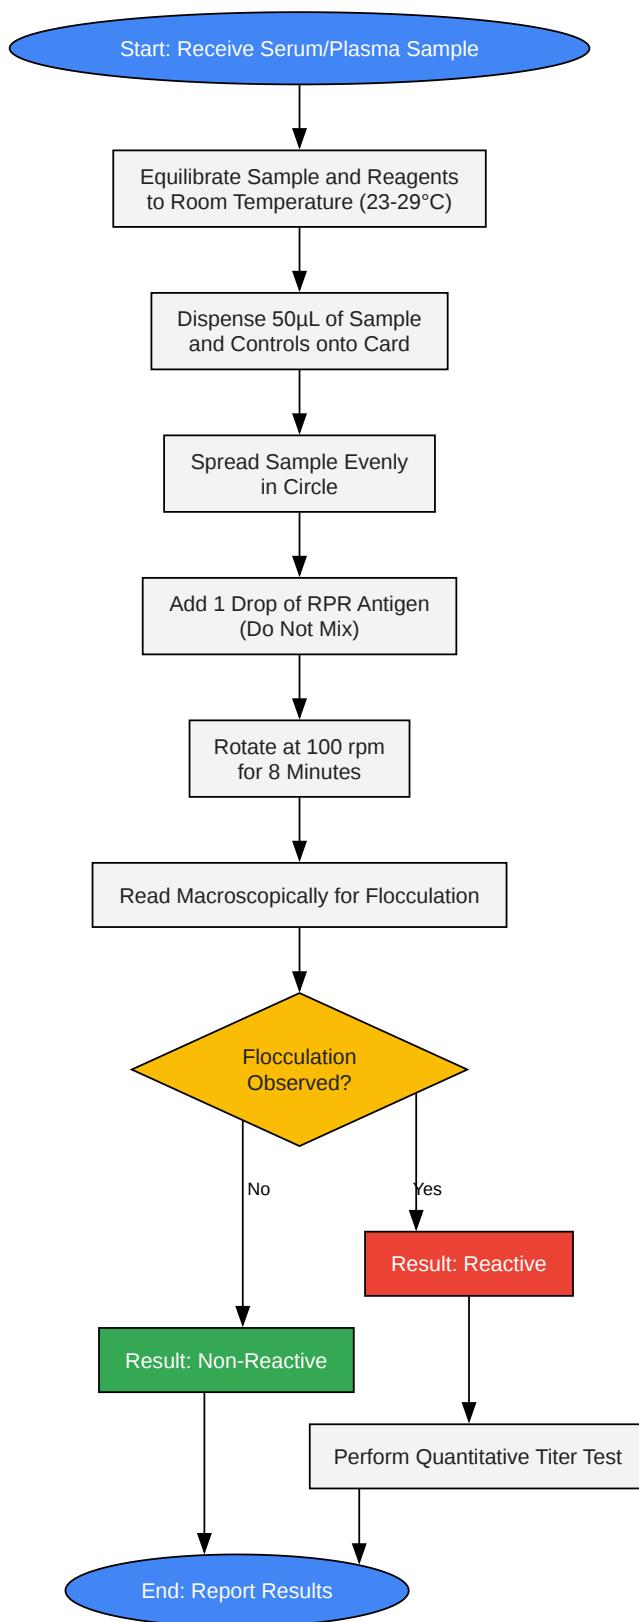 Start: Receive Serum/Plasma Sample
Equilibrate Sample and Reagents
to Room Temperature (23-29°C)
Dispense 50µL of Sample
and Controls onto Card
Spread Sample Evenly
in Circle
Add 1 Drop of RPR Antigen
(Do Not Mix)
Rotate at 100 rpm
for 8 Minutes
Read Macroscopically for Flocculation
Flocculation
Observed?
No
Yes
Result: Reactive
Result: Non-Reactive
Perform Quantitative Titer Test
End: Report Results